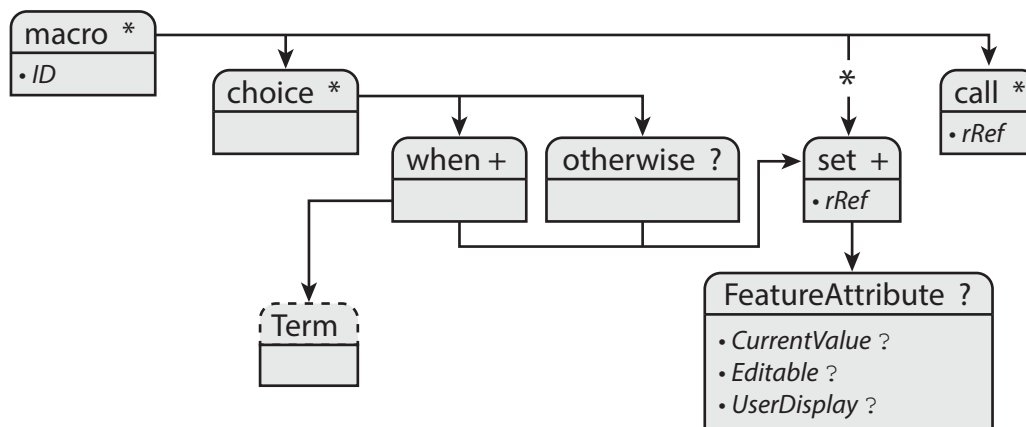 macro *
• ID
choice *
*
call *
• rRef
when +
otherwise ?
set +
• rRef
Term
FeatureAttribute ?
• CurrentValue ?
• Editable ?
• UserDisplay ?